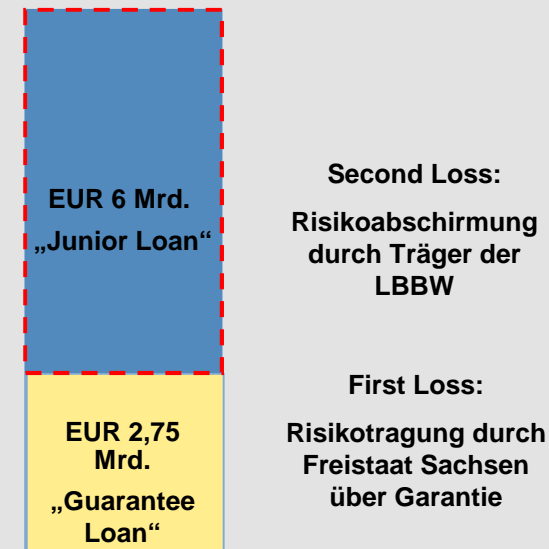 EUR 6 Mrd.
„Junior Loan“
Second Loss:
Risikoabschirmung
durch Träger der
LBBW
EUR 2,75
Mrd.
„Guarantee
Loan“
First Loss:
Risikotragung durch
Freistaat Sachsen
über Garantie